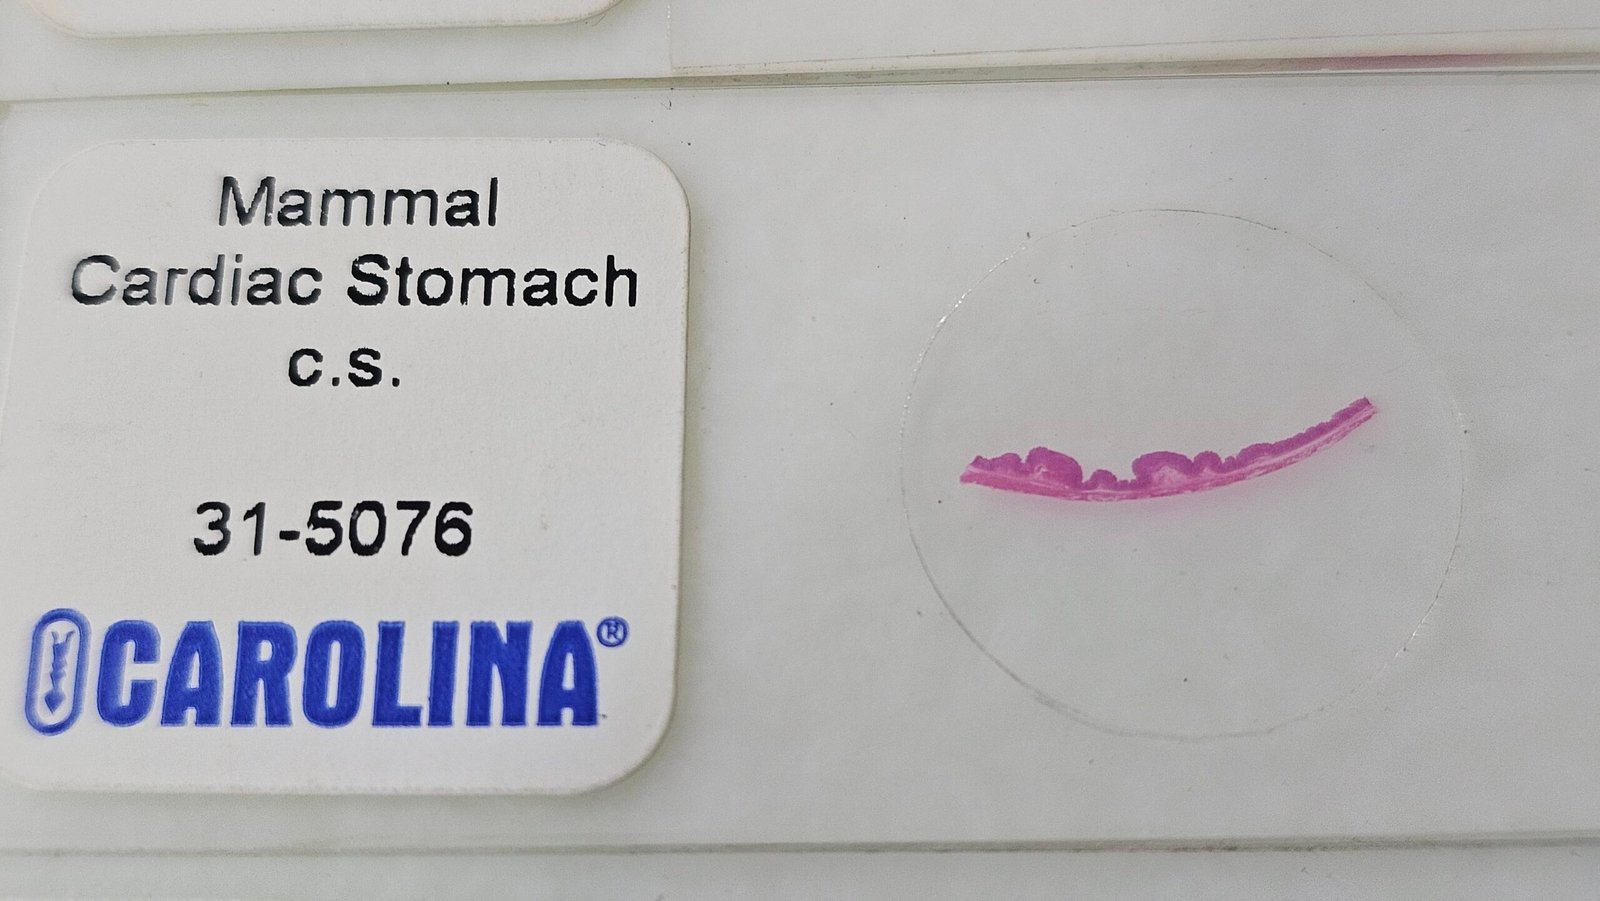 Mammal
Cardiac Stomach
c.s.
31-5076
CAROLINA®